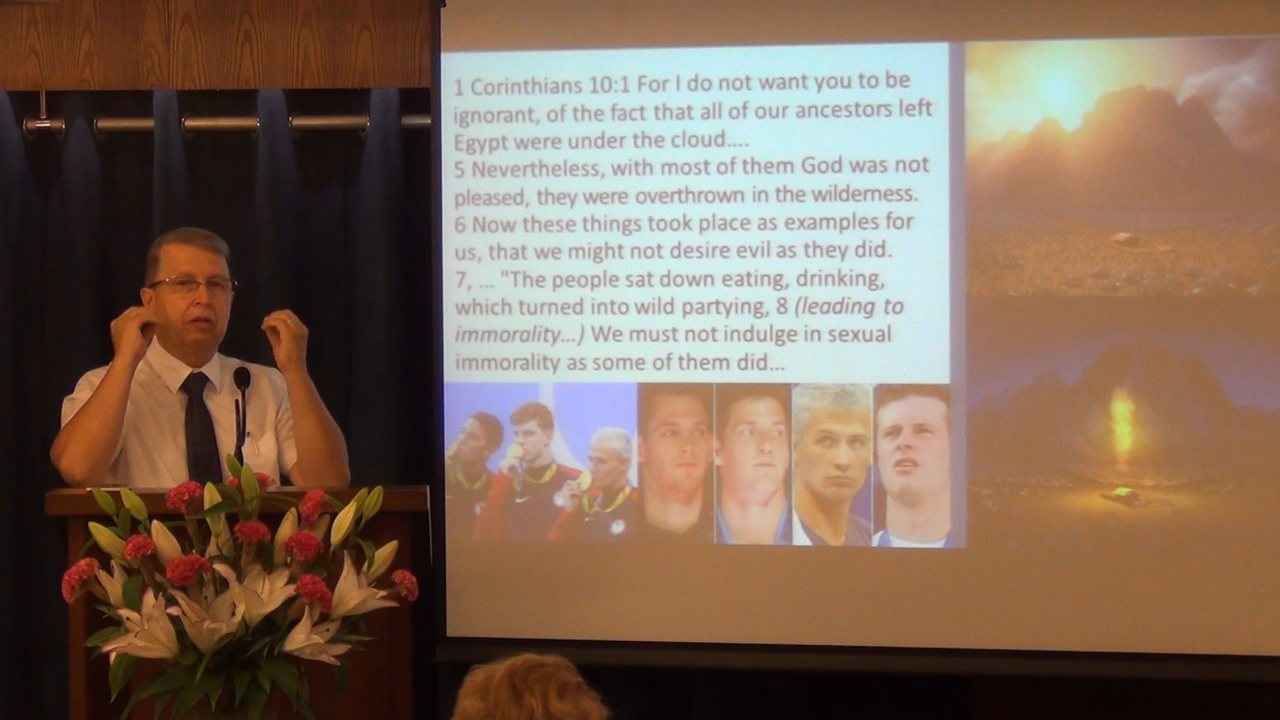 1 Corinthians 10:1 For I do not want you to be
ignorant, of the fact that all of our ancestors left
Egypt were under the cloud....
5 Nevertheless, with most of them God was not
pleased, they were overthrown in the wilderness.
6 Now these things took place as examples for
us, that we might not desire evil as they did.
7, ... "The people sat down eating, drinking,
which turned into wild partying, 8 (leading to
immorality...) We must not indulge in sexual
immorality as some of them did...